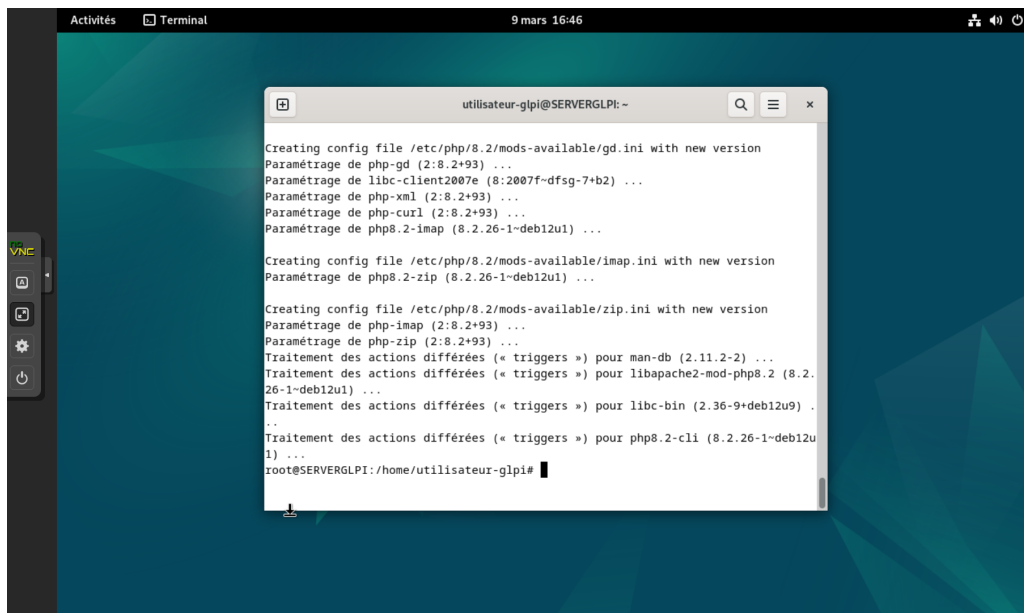 Activités Terminal 9 mars 16:46
utilisateur-glpi@SERVERGLPI: ~
Creating config file /etc/php/8.2/mods-available/gd.ini with new version
Paramétrage de php-gd (2:8.2+93) ...
Paramétrage de libc-client2007e (8:2007f~dfsg-7+b2) ...
Paramétrage de php-xml (2:8.2+93) ...
Paramétrage de php-curl (2:8.2+93) ...
Paramétrage de php8.2-imap (8.2.26-1~deb12u1) ...
Creating config file /etc/php/8.2/mods-available/imap.ini with new version
Paramétrage de php8.2-zip (8.2.26-1~deb12u1) ...
Creating config file /etc/php/8.2/mods-available/zip.ini with new version
Paramétrage de php-imap (2:8.2+93) ...
Paramétrage de php-zip (2:8.2+93) ...
Traitement des actions différées (« triggers ») pour man-db (2.11.2-2) ...
Traitement des actions différées (« triggers ») pour libapache2-mod-php8.2 (8.2.
26-1~deb12u1) ...
Traitement des actions différées (« triggers ») pour libc-bin (2.36-9+deb12u9) .
..
Traitement des actions différées (« triggers ») pour php8.2-cli (8.2.26-1~deb12u
1) ...
root@SERVERGLPI:/home/utilisateur-glpi#
no
VNC
A